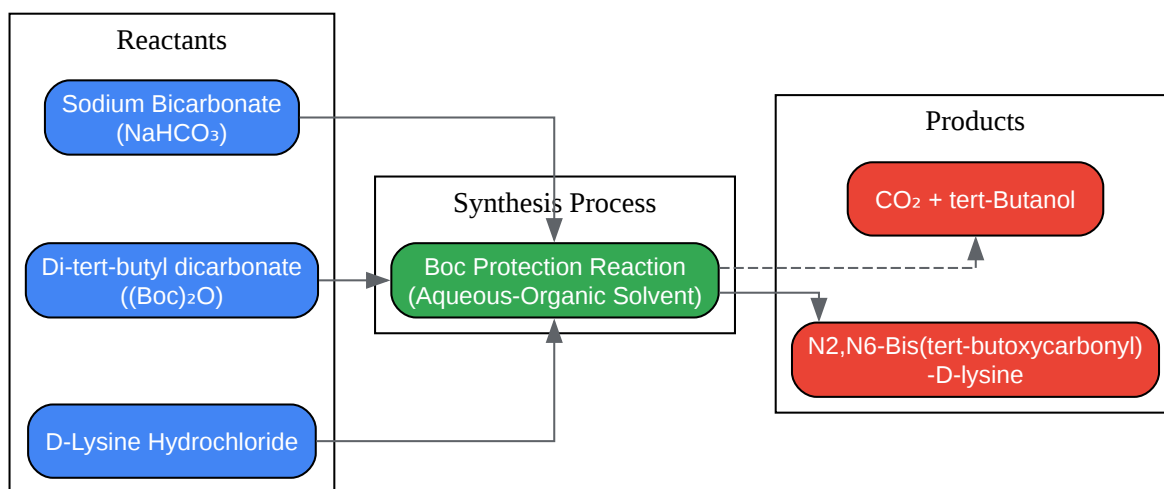 Reactants
Sodium Bicarbonate
(NaHCO₃)
Di-tert-butyl dicarbonate
((Boc)₂O)
D-Lysine Hydrochloride
Synthesis Process
Boc Protection Reaction
(Aqueous-Organic Solvent)
Products
CO₂ + tert-Butanol
N2,N6-Bis(tert-butoxycarbonyl)
-D-lysine